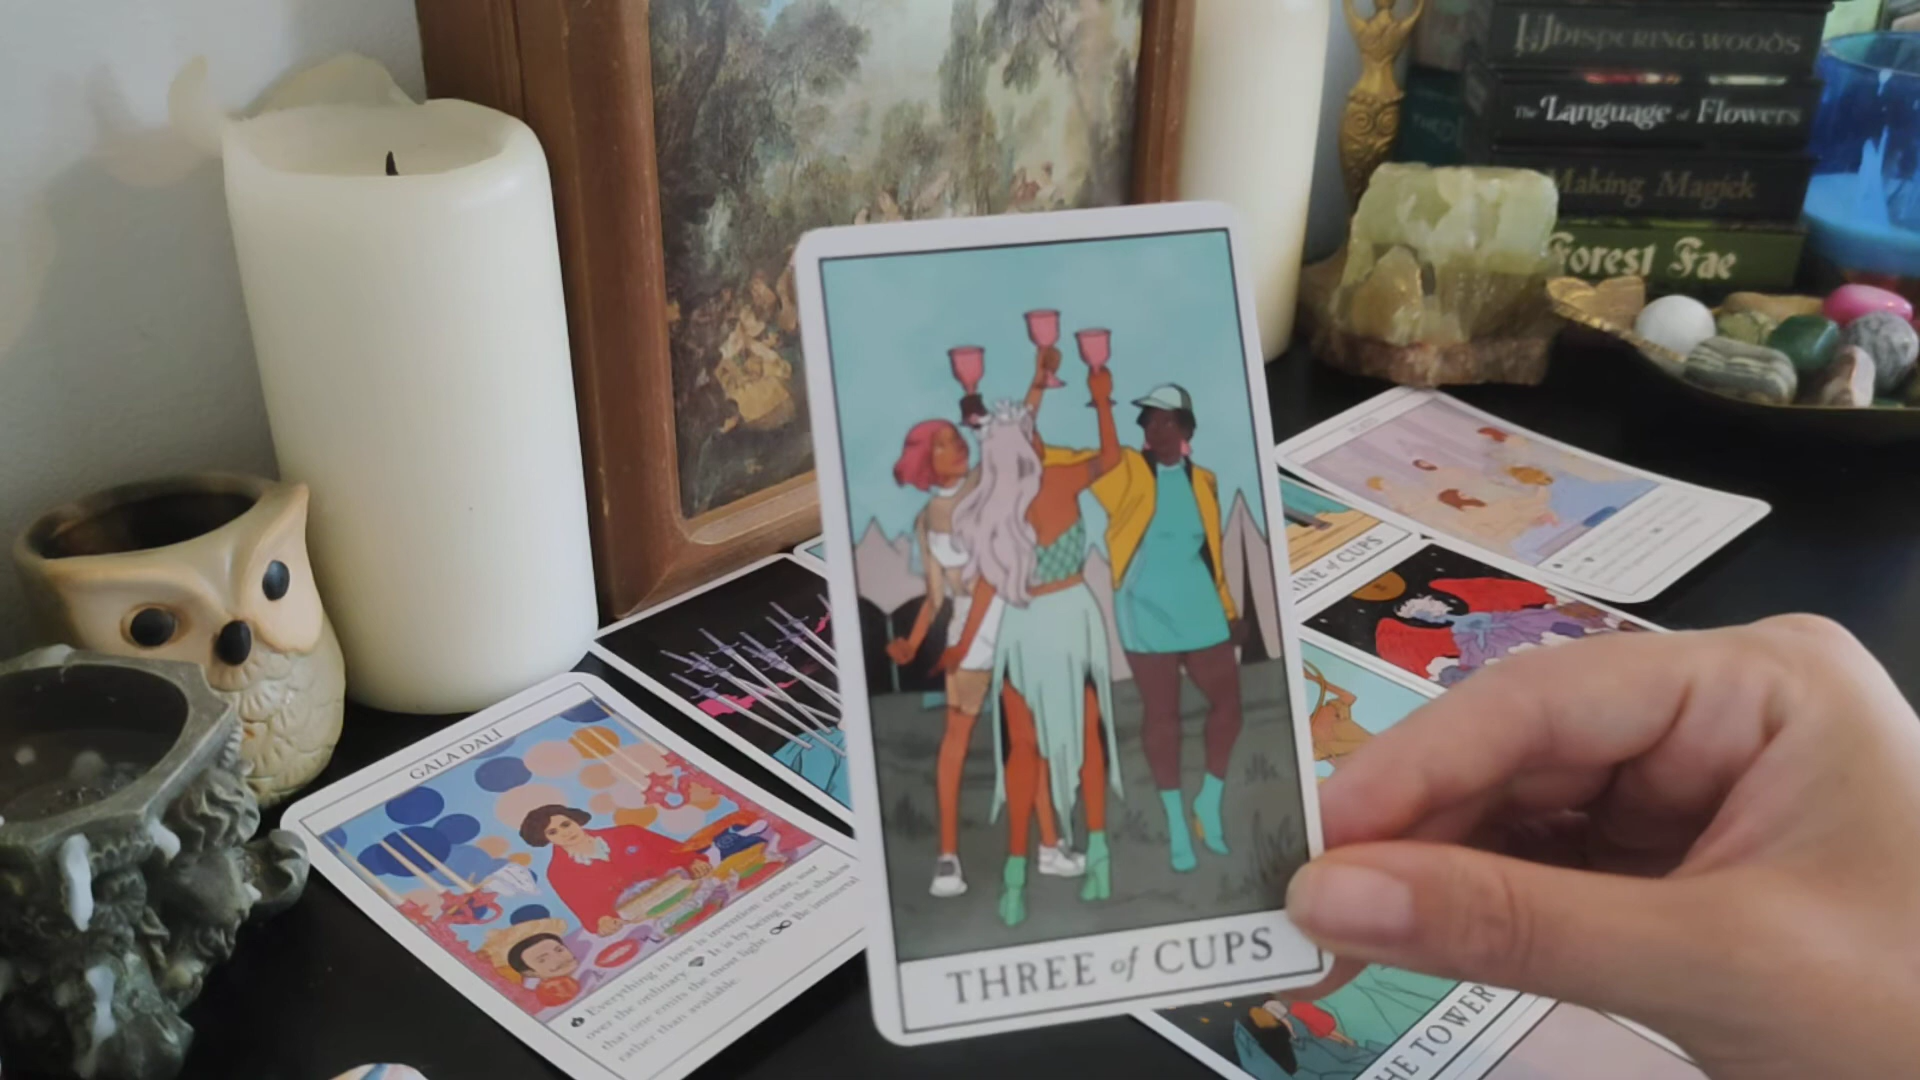 WHISPERING WOODS
The Language of Flowers
Making Magick
Forest Fae
NINE of CUPS
GALA DALI
Everything in love is invention: create, soar
over the ordinary It is by being in the shadow
that one emits the most light. Be immortal
rather than available.
THREE of CUPS
THE TOWER